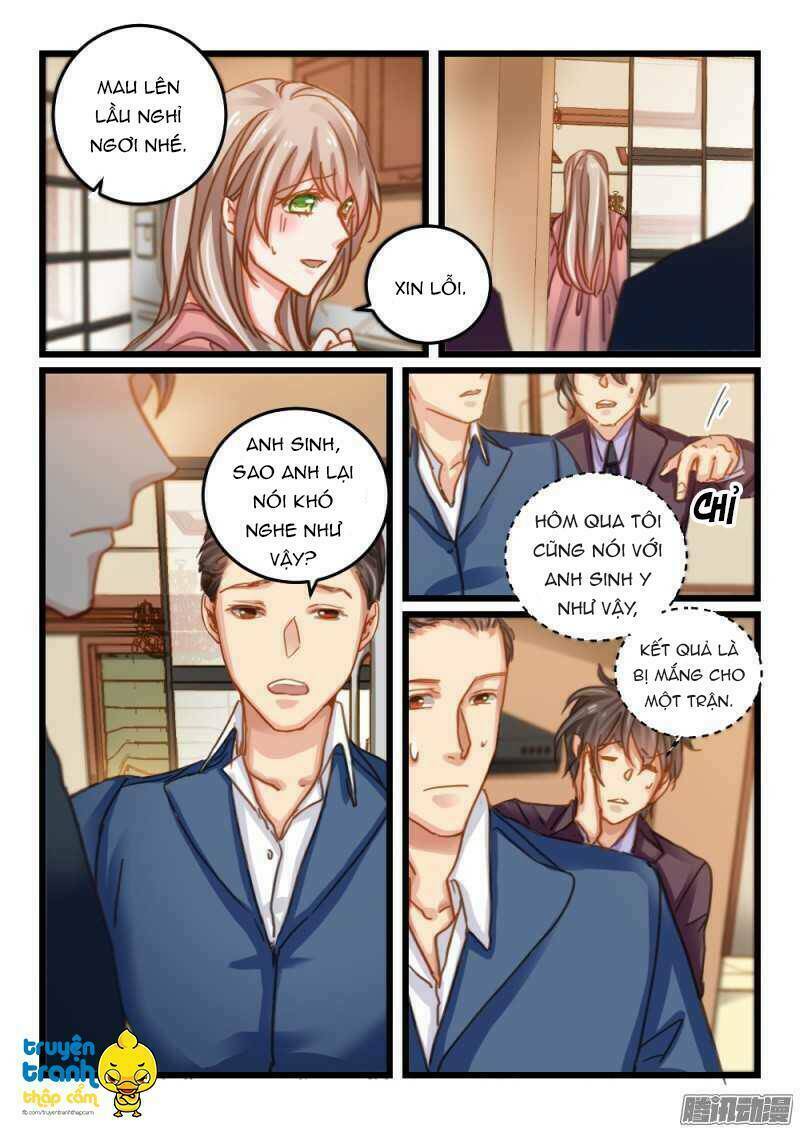 MAU LÊN
LẦU NGHỈ
NGƠI NHÉ.
XIN LỖI.
ANH SINH,
SAO ANH LẠI
NÓI KHÓ
NGHE NHƯ
VẬY?
CHỈ
HÔM QUA TÔI
CŨNG NÓI VỚI
ANH SINH Y
NHƯ VẬY,
KẾT QUẢ LÀ
BỊ MẮNG CHO
MỘT TRẬN.
truyện
tranh
thập cẩm
fb.com/truyentranhthapcam
腾讯动漫